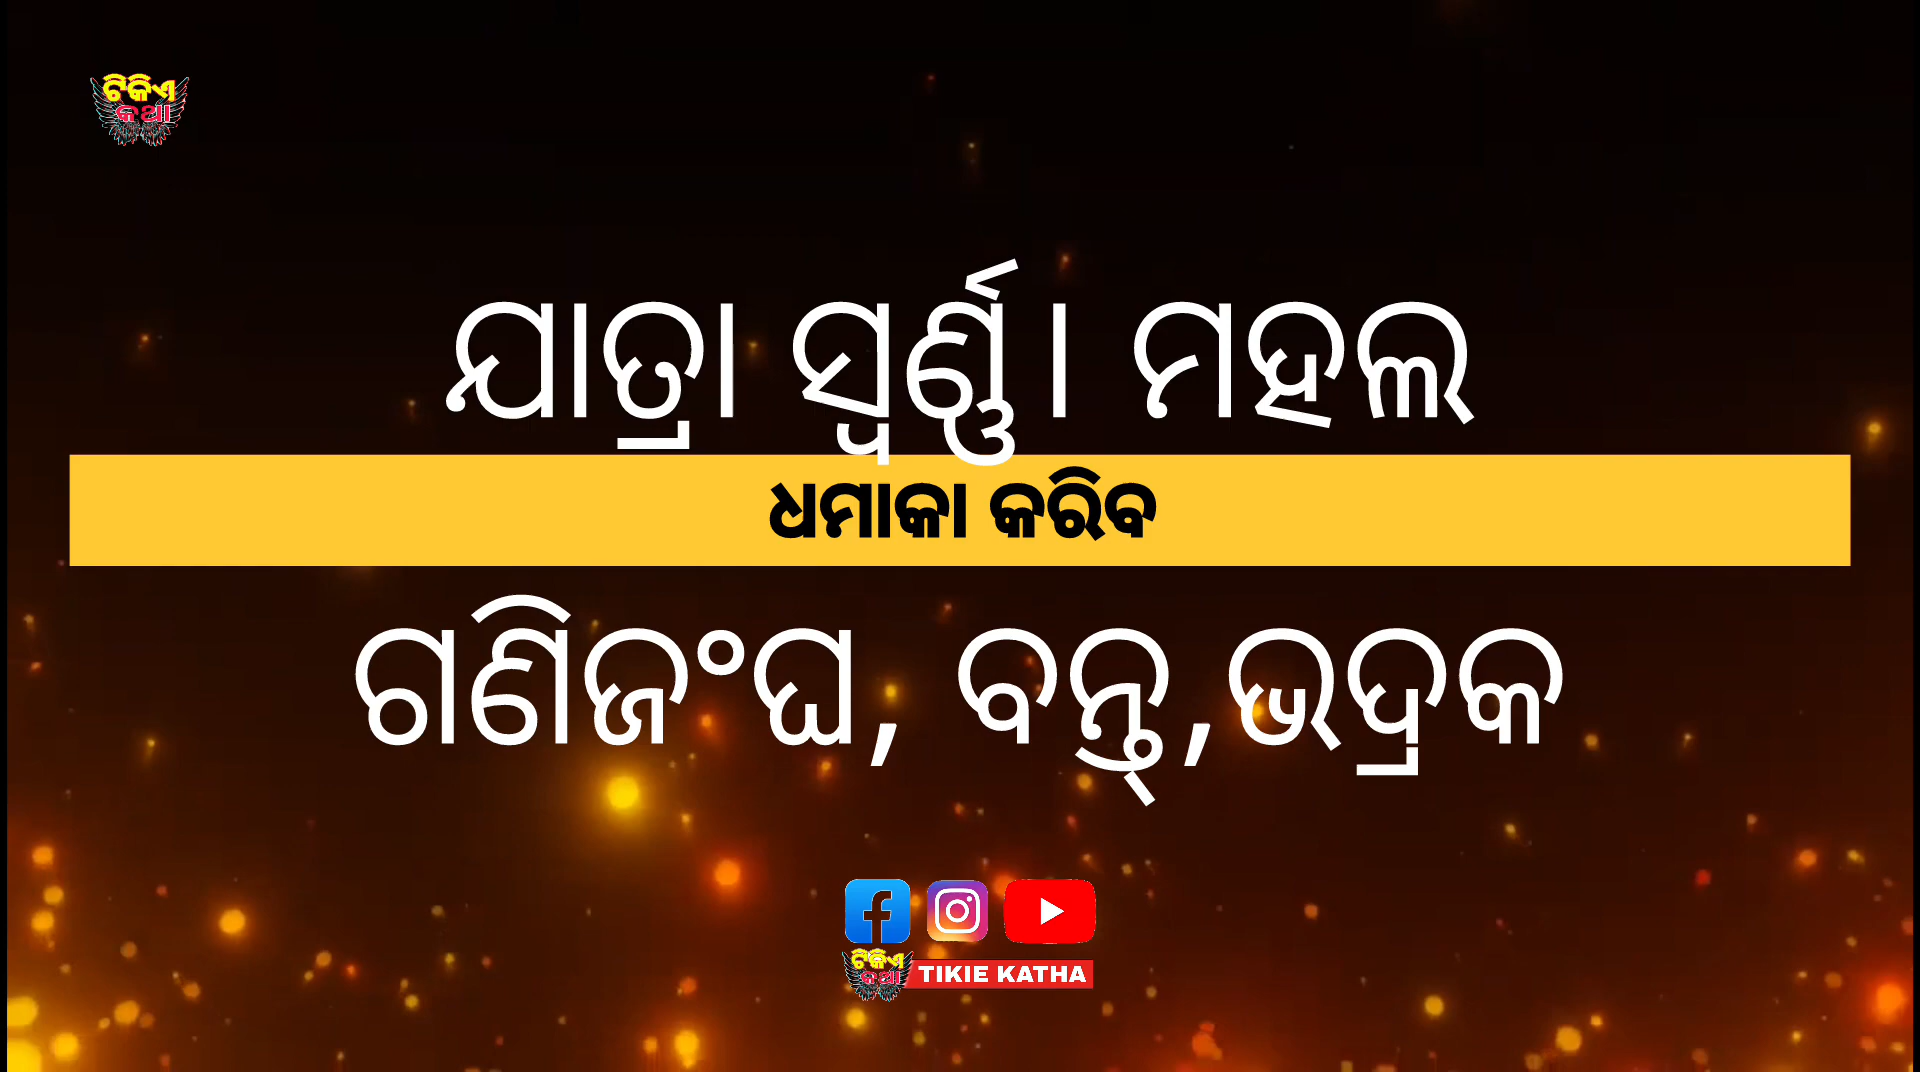 ଟିକିଏ
କଥା
ଯାତ୍ରା ସ୍ୱର୍ଣ୍ଣ। ମହଲ
ଧମାକା କରିବ
ଗଣିଜଂଘ, ବନ୍ତ୍,ଭଦ୍ରକ
ଟିକିଏ
କଥା
TIKIE KATHA